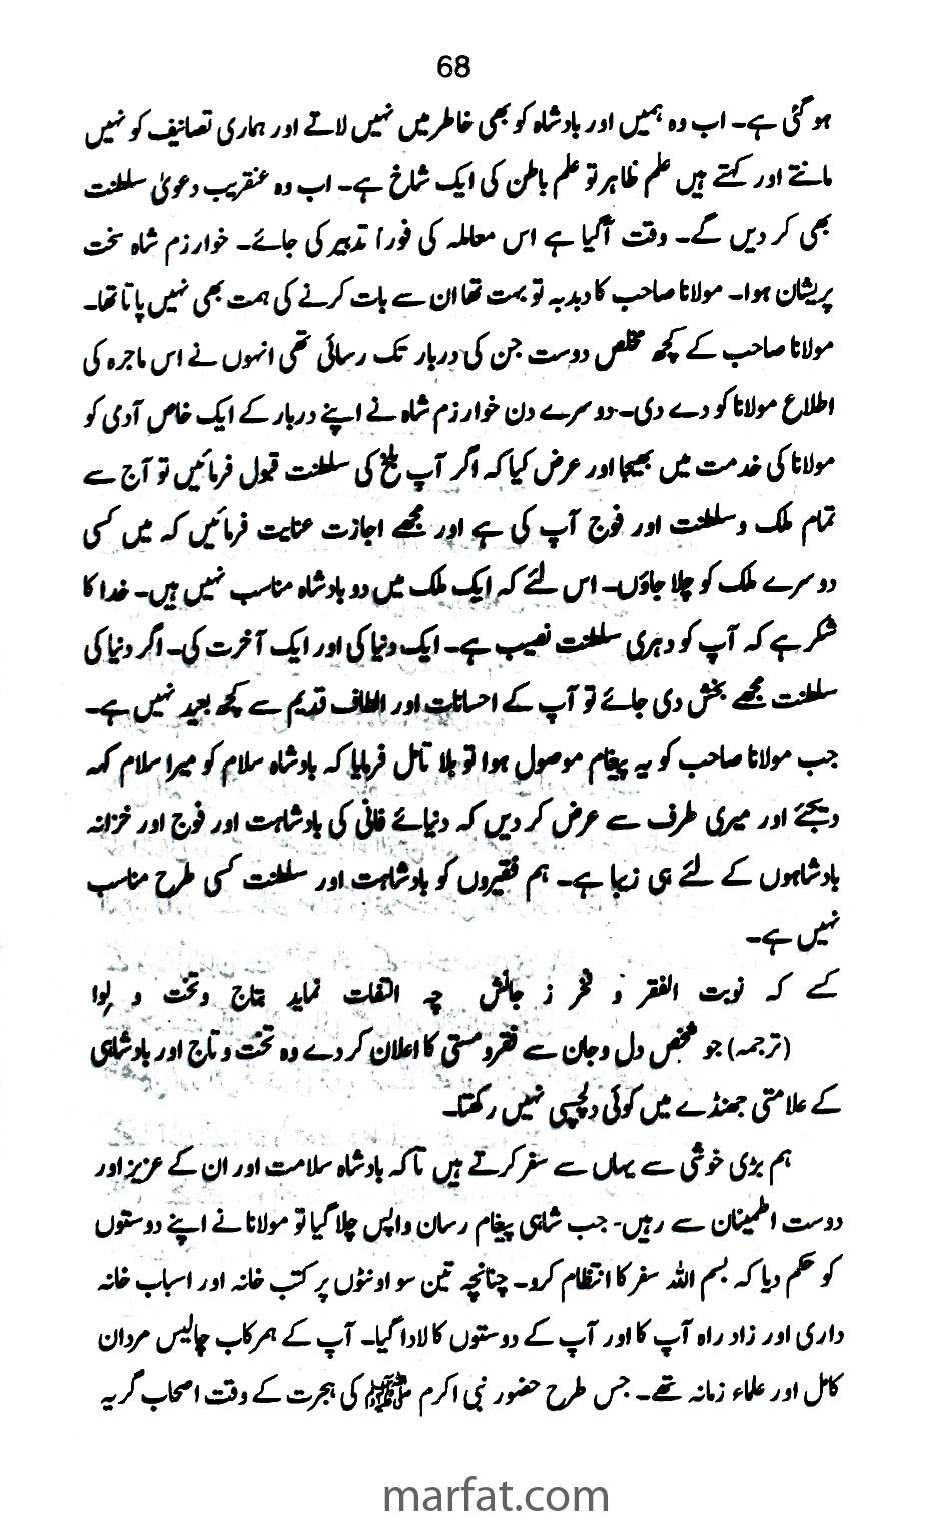 68
ہو گئی ہے۔ اب وہ ہمیں اور بادشاہ کو بھی خاطر میں نہیں لاتے اور ہماری تصانیف کو نہیں
مانتے اور کہتے ہیں علم ظاہر تو علم باطن کی ایک شاخ ہے۔ اب وہ عنقریب دعویٰ سلطنت
بھی کر دیں گے۔ وقت آگیا ہے اس معاملہ کی فوراً تدبیر کی جائے۔ خوارزم شاہ سخت
پریشان ہوا۔ مولانا صاحب کا دبدبہ تو بہت تھا ان سے بات کرنے کی ہمت بھی نہیں پاتا تھا۔
مولانا صاحب کے کچھ مخلص دوست جن کی دربار تک رسائی تھی انہوں نے اس ماجرہ کی
اطلاع مولانا کو دے دی۔ دوسرے دن خوارزم شاہ نے اپنے دربار کے ایک خاص آدمی کو
مولانا کی خدمت میں بھیجا اور عرض کیا کہ اگر آپ بلخ کی سلطنت قبول فرمائیں تو آج سے
تمام ملک و سلطنت اور فوج آپ کی ہے اور مجھے اجازت عنایت فرمائیں کہ میں کسی
دوسرے ملک کو چلا جاؤں۔ اس لئے کہ ایک ملک میں دو بادشاہ مناسب نہیں ہیں۔ خدا کا
شکر ہے کہ آپ کو دہری سلطنت نصیب ہے۔ ایک دنیا کی اور ایک آخرت کی۔ اگر دنیا کی
سلطنت مجھے بخش دی جائے تو آپ کے احسانات اور الطاف قدیم سے کچھ بعید نہیں ہے۔
جب مولانا صاحب کو یہ پیغام موصول ہوا تو بلا تامل فرمایا کہ بادشاہ سلام کو میرا سلام کہہ
دیجئے اور میری طرف سے عرض کر دیں کہ دنیائے فانی کی بادشاہت اور فوج اور خزانہ
بادشاہوں کے لئے ہی زیبا ہے۔ ہم فقیروں کو بادشاہت اور سلطنت کسی طرح مناسب
نہیں ہے۔
کے کہ نوبت الفقر و فخر ز جانش چہ التفات نماید بتاج وتخت و لوا
(ترجمہ) جو شخص دل و جان سے فقر و مستی کا اعلان کر دے وہ تخت و تاج اور بادشاہی
کے علامتی جھنڈے میں کوئی دلچسپی نہیں رکھتا۔
ہم بڑی خوشی سے یہاں سے سفر کرتے ہیں تاکہ بادشاہ سلامت اور ان کے عزیز اور
دوست اطمینان سے رہیں۔ جب شاہی پیغام رسان واپس چلا گیا تو مولانا نے اپنے دوستوں
کو حکم دیا کہ بسم اللہ سفر کا انتظام کرو۔ چنانچہ تین سو اونٹوں پر کتب خانہ اور اسباب خانہ
داری اور زاد راہ آپ کا اور آپ کے دوستوں کا لادا گیا۔ آپ کے ہمرکاب چالیس مردان
کامل اور علماء زمانہ تھے۔ جس طرح حضور نبی اکرم ﷺ کی ہجرت کے وقت اصحاب گریہ
marfat.com